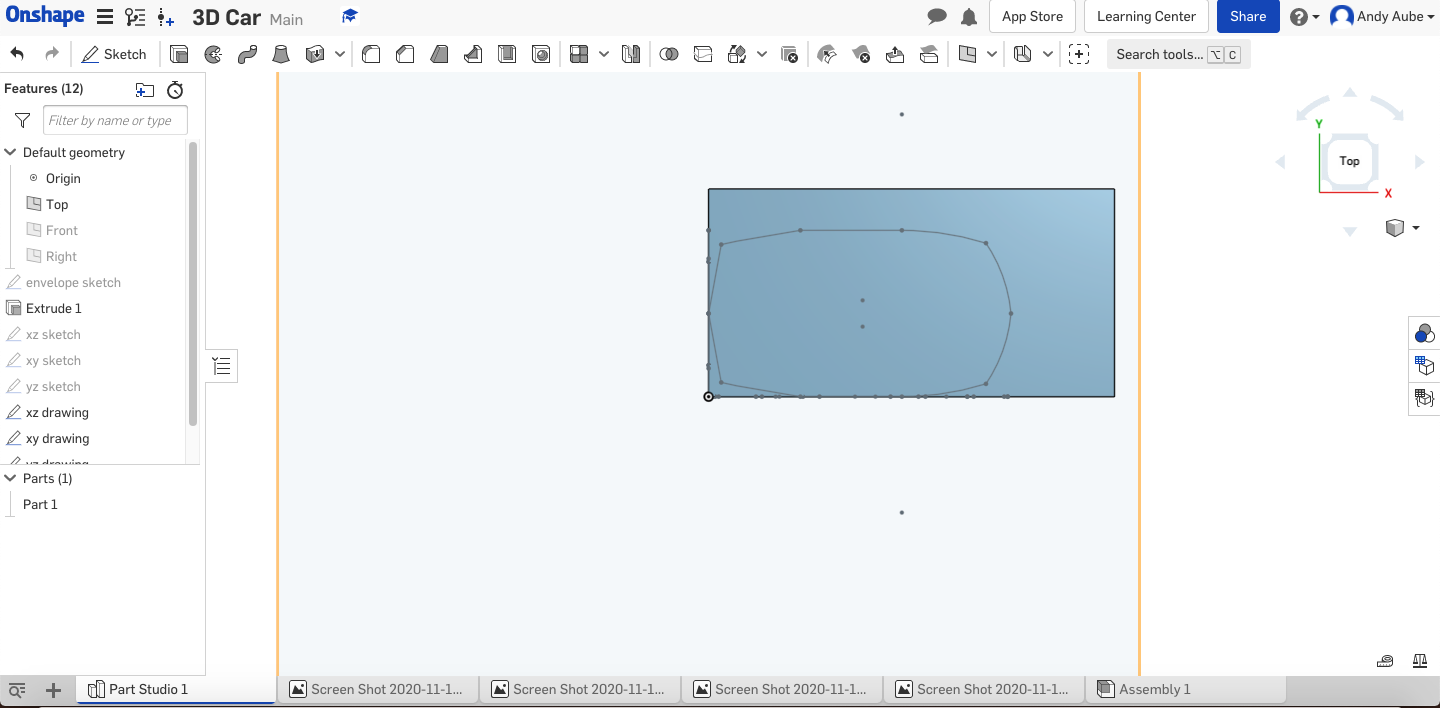 Onshape
3D Car Main
App Store
Learning Center
Share
Andy Aube
Sketch
Search tools... ⌥ C
Features (12)
Filter by name or type
Default geometry
Origin
Top
Front
Right
envelope sketch
Extrude 1
xz sketch
xy sketch
yz sketch
xz drawing
xy drawing
yz drawing
Parts (1)
Part 1
Y
Top
X
Part Studio 1
Screen Shot 2020-11-1...
Screen Shot 2020-11-1...
Screen Shot 2020-11-1...
Screen Shot 2020-11-1...
Assembly 1